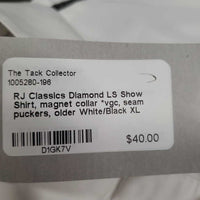 The Tack Collector
1005280-196
RJ Classics Diamond LS Show
Shirt, magnet collar *vgc, seam
puckers, older White/Black XL
$40.00
D1GK7V